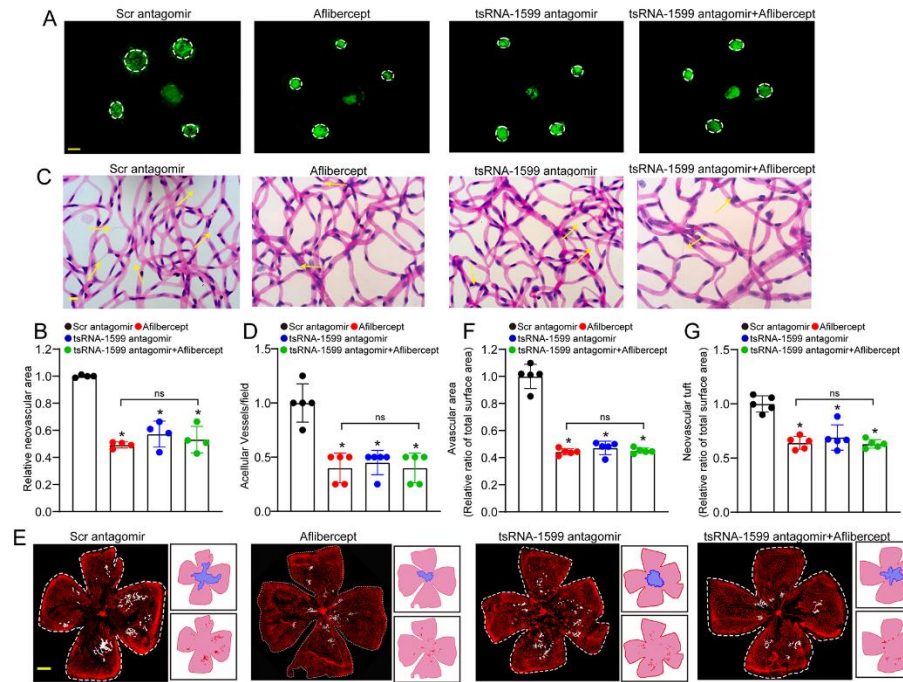 A Scr antagomir Aflibercept tsRNA-1599 antagomir tsRNA-1599 antagomir+Aflibercept
C Scr antagomir Aflibercept tsRNA-1599 antagomir tsRNA-1599 antagomir+Aflibercept
B Scr antagomir Aflibercept
tsRNA-1599 antagomir
tsRNA-1599 antagomir+Aflibercept
Relative neovascular area
1.2
1.0
0.8
0.6
0.4
0.2
0.0
ns
* * *
D Scr antagomir Aflibercept
tsRNA-1599 antagomir
tsRNA-1599 antagomir+Aflibercept
Acellular Vessels/field
1.5
1.0
0.5
0.0
ns
* * *
F Scr antagomir Aflibercept
tsRNA-1599 antagomir
tsRNA-1599 antagomir+Aflibercept
Avascular area
(Relative ratio of total surface area)
1.2
1.0
0.8
0.6
0.4
0.2
0.0
ns
* * *
G Scr antagomir Aflibercept
tsRNA-1599 antagomir
tsRNA-1599 antagomir+Aflibercept
Neovascular tuft
(Relative ratio of total surface area)
1.5
1.0
0.5
0.0
ns
* * *
E Scr antagomir Aflibercept tsRNA-1599 antagomir tsRNA-1599 antagomir+Aflibercept